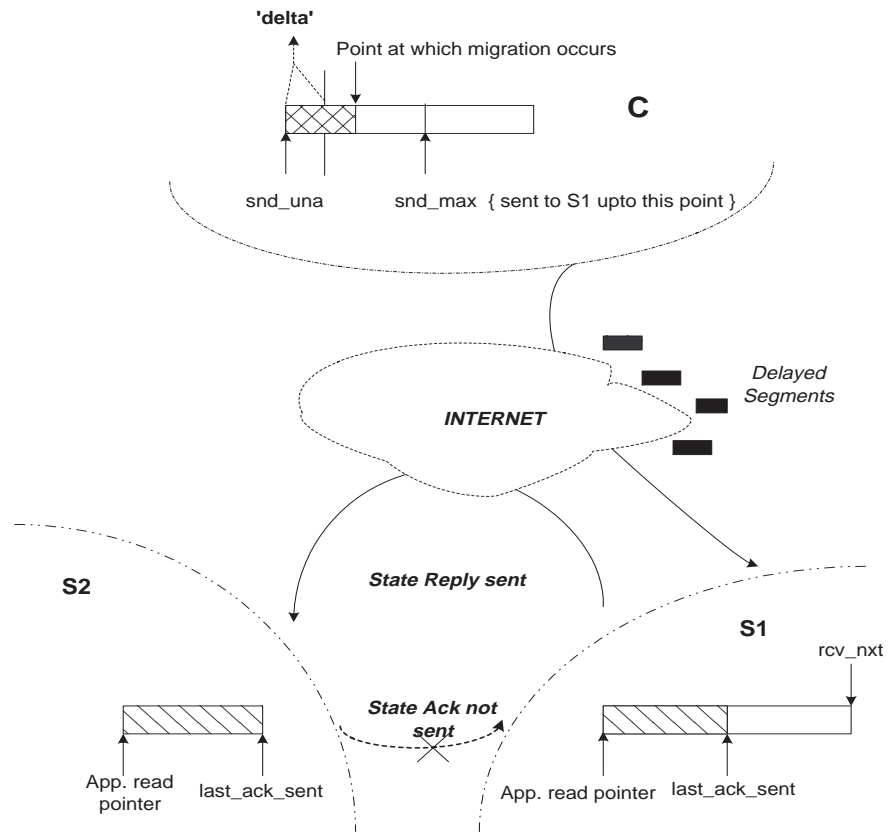 'delta'
Point at which migration occurs
C
snd_una
snd_max { sent to S1 upto this point }
Delayed
Segments
INTERNET
State Reply sent
S2
S1
rcv_nxt
State Ack not
sent
App. read
pointer
last_ack_sent
App. read pointer
last_ack_sent